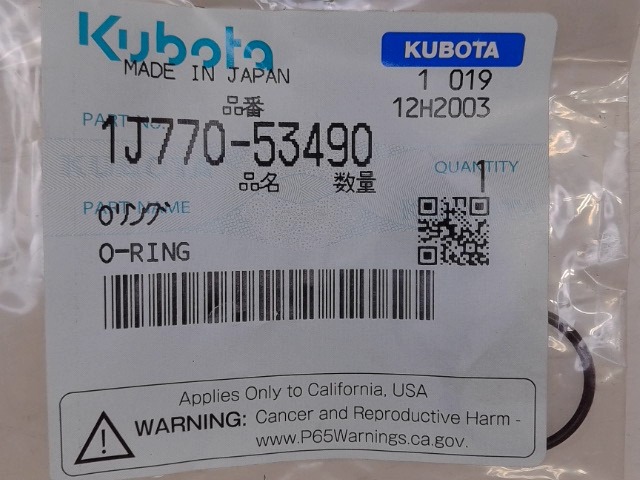 Kubota
KUBOTA
MADE IN JAPAN
1 019
品番
12H2003
PART NO.
1J770-53490
KUBOTA
QUANTITY
品名 数量
1
PART NAME
Oリング
O-RING
Applies Only to California, USA
WARNING: Cancer and Reproductive Harm -
www.P65Warnings.ca.gov.